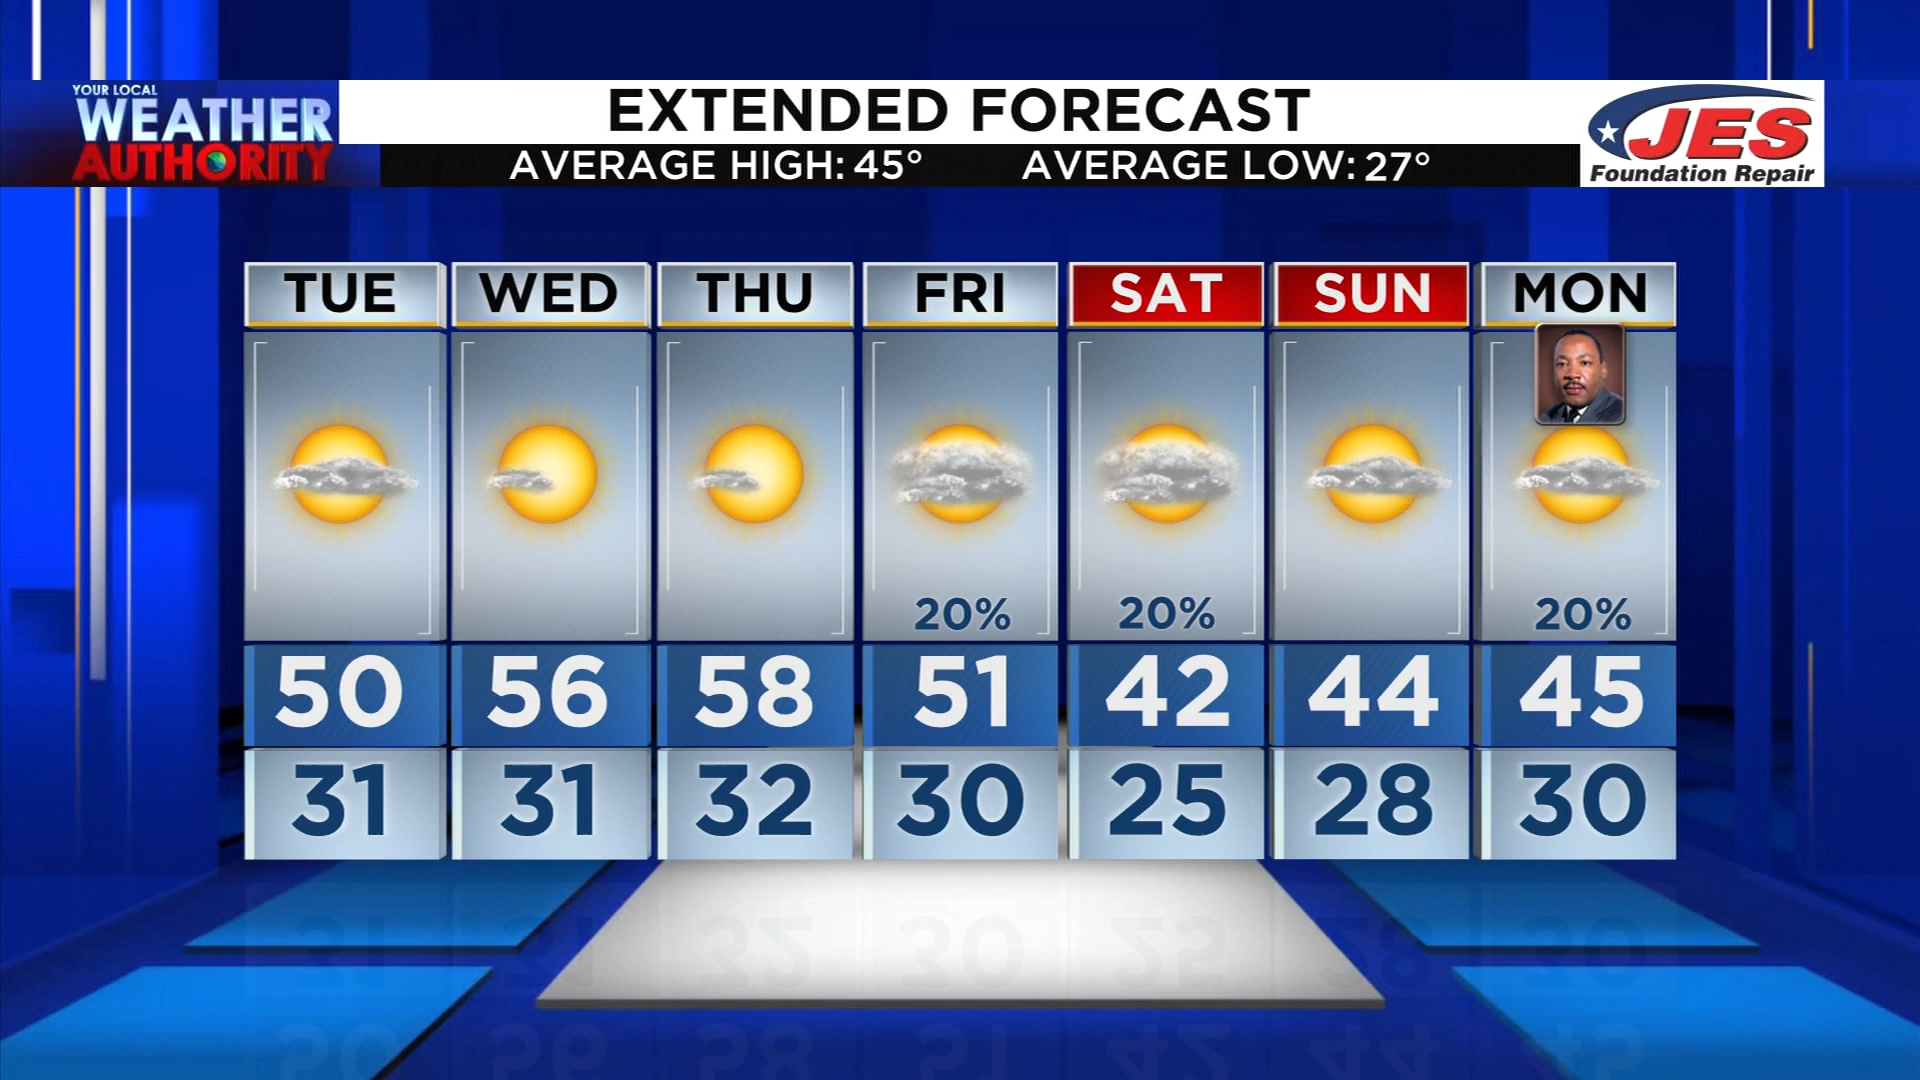 YOUR LOCAL
WEATHER
AUTHORITY
EXTENDED FORECAST
AVERAGE HIGH: 45° AVERAGE LOW: 27°
JES
Foundation Repair
TUE WED THU FRI SAT SUN MON
20% 20% 20%
50 56 58 51 42 44 45
31 31 32 30 25 28 30